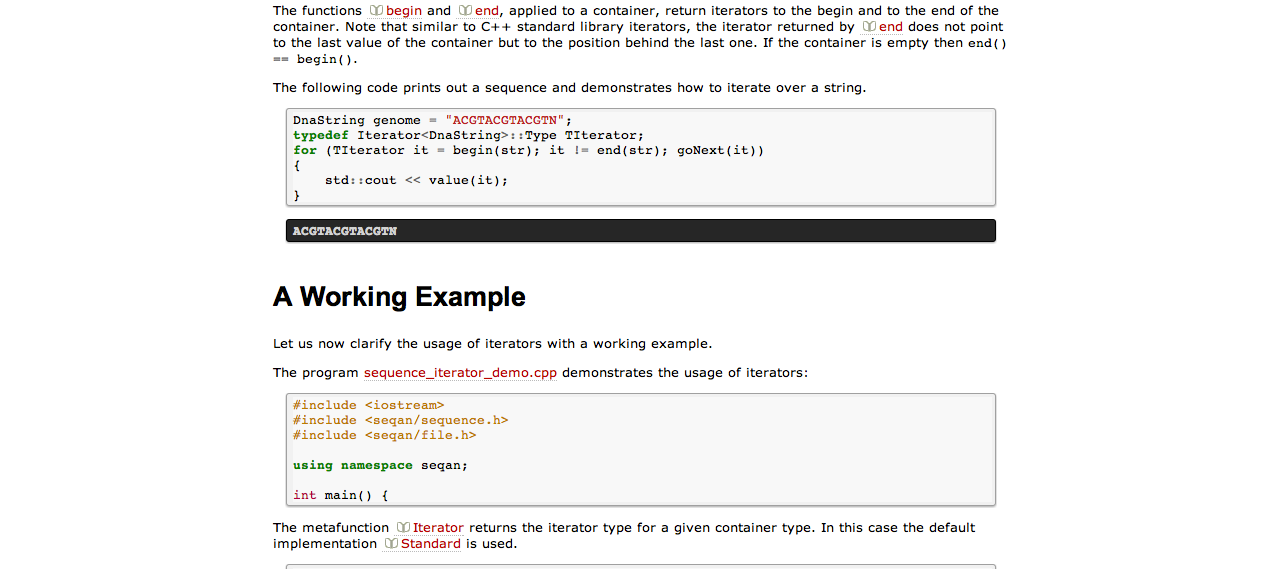 The functions begin and end, applied to a container, return iterators to the begin and to the end of the
container. Note that similar to C++ standard library iterators, the iterator returned by end does not point
to the last value of the container but to the position behind the last one. If the container is empty then end()
== begin().
The following code prints out a sequence and demonstrates how to iterate over a string.
DnaString genome = "ACGTACGTACGTN";
typedef Iterator<DnaString>::Type TIterator;
for (TIterator it = begin(str); it != end(str); goNext(it))
{
    std::cout << value(it);
}
ACGTACGTACGTN
A Working Example
Let us now clarify the usage of iterators with a working example.
The program sequence_iterator_demo.cpp demonstrates the usage of iterators:
#include <iostream>
#include <seqan/sequence.h>
#include <seqan/file.h>
using namespace seqan;
int main() {
The metafunction Iterator returns the iterator type for a given container type. In this case the default
implementation Standard is used.